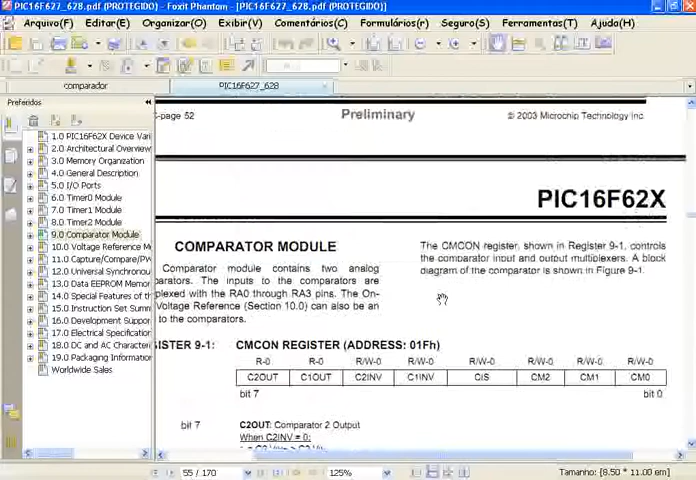 PIC16F627_628.pdf (PROTEGIDO) - Foxit Phantom - [PIC16F627_628.pdf (PROTEGIDO)]
Arquivo(F) Editar(E) Organizar(O) Exibir(V) Comentários(C) Formulários(r) Seguro(S) Ferramentas(T) Ajuda(H)
comparador PIC16F627_628
Preferidos
1.0 PIC16F62X Device Vari
2.0 Architectural Overview
3.0 Memory Organization
4.0 General Description
5.0 I/O Ports
6.0 Timer0 Module
7.0 Timer1 Module
8.0 Timer2 Module
9.0 Comparator Module
10.0 Voltage Reference M
11.0 Capture/Compare/PW
12.0 Universal Synchronou
13.0 Data EEPROM Memor
14.0 Special Features of th
15.0 Instruction Set Summ
16.0 Development Suppor
17.0 Electrical Specification
18.0 DC and AC Character
19.0 Packaging Information
Worldwide Sales
-page 52 Preliminary © 2003 Microchip Technology Inc.
PIC16F62X
COMPARATOR MODULE
Comparator module contains two analog
parators. The inputs to the comparators are
plexed with the RA0 through RA3 pins. The On-
Voltage Reference (Section 10.0) can also be an
to the comparators.
The CMCON register, shown in Register 9-1, controls
the comparator input and output multiplexers. A block
diagram of the comparator is shown in Figure 9-1.
ISTER 9-1: CMCON REGISTER (ADDRESS: 01Fh)
R-0 R-0 R/W-0 R/W-0 R/W-0 R/W-0 R/W-0 R/W-0
C2OUT C1OUT C2INV C1INV CIS CM2 CM1 CM0
bit 7 bit 0
bit 7 C2OUT: Comparator 2 Output
When C2INV = 0:
55 / 170 125% Tamanho: [8.50 * 11.00 em]